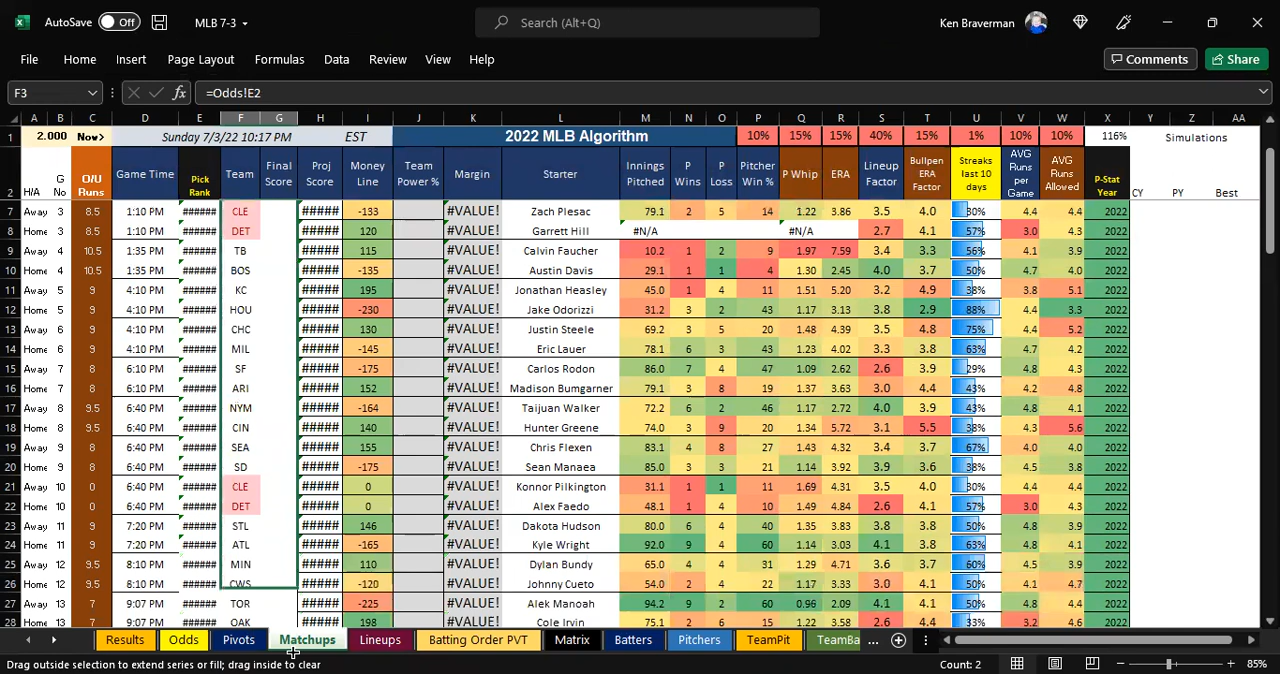 AutoSave Off MLB 7-3 Search (Alt+Q) Ken Braverman
File Home Insert Page Layout Formulas Data Review View Help Comments Share
F3 fx =Odds!E2
A B C D E F G H I J K L M N O P Q R S T U V W X Y Z AA
1 2.000 Now> Sunday 7/3/22 10:17 PM EST 2022 MLB Algorithm 10% 15% 15% 40% 15% 1% 10% 10% 116% Simulations
2 H/A G No O/U Runs Game Time Pick Rank Team Final Score Proj Score Money Line Team Power % Margin Starter Innings Pitched P Wins P Loss Pitcher Win % P Whip ERA Lineup Factor Bullpen ERA Factor Streaks last 10 days AVG Runs per Game AVG Runs Allowed P-Stat Year CY PY Best
7 Away 3 8.5 1:10 PM ###### CLE ##### -133 #VALUE! Zach Plesac 79.1 2 5 14 1.22 3.86 3.5 4.0 30% 4.4 4.4 2022
8 Home 3 8.5 1:10 PM ###### DET ##### 120 #VALUE! Garrett Hill #N/A #N/A 2.7 4.1 57% 3.0 4.3 2022
9 Away 4 10.5 1:35 PM ###### TB ##### 115 #VALUE! Calvin Faucher 10.2 1 2 9 1.97 7.59 3.4 3.7 56% 4.1 3.9 2022
10 Home 4 10.5 1:35 PM ###### BOS ##### -135 #VALUE! Austin Davis 29.1 1 1 4 1.30 2.45 4.0 3.7 50% 4.7 4.0 2022
11 Away 5 9 4:10 PM ###### KC ##### 195 #VALUE! Jonathan Heasley 45.0 1 4 11 1.51 5.20 3.2 4.9 38% 3.8 5.1 2022
12 Home 5 9 4:10 PM ###### HOU ##### -230 #VALUE! Jake Odorizzi 31.2 3 2 43 1.17 3.13 3.8 2.9 88% 4.4 3.3 2022
13 Away 6 9 4:10 PM ###### CHC ##### 130 #VALUE! Justin Steele 69.2 3 5 20 1.48 4.39 3.5 4.8 75% 4.4 5.2 2022
14 Home 6 9 4:10 PM ###### MIL ##### -145 #VALUE! Eric Lauer 78.1 6 3 43 1.23 4.02 3.3 3.8 63% 4.7 4.2 2022
15 Away 7 8 4:10 PM ###### SF ##### -175 #VALUE! Carlos Rodon 86.0 7 4 47 1.09 2.62 2.6 3.9 29% 4.8 4.3 2022
16 Home 7 8 4:10 PM ###### ARI ##### 152 #VALUE! Madison Bumgarner 79.1 3 8 19 1.37 3.63 3.0 4.4 43% 4.2 4.8 2022
17 Away 8 9.5 6:40 PM ###### NYM ##### -164 #VALUE! Taijuan Walker 72.2 6 2 46 1.17 2.72 4.0 3.9 43% 4.8 4.1 2022
18 Home 8 9.5 6:40 PM ###### CIN ##### 140 #VALUE! Hunter Greene 74.0 3 9 20 1.34 5.72 3.1 5.5 38% 4.3 5.6 2022
19 Away 9 8 6:40 PM ###### SEA ##### 155 #VALUE! Chris Flexen 83.1 4 8 27 1.43 4.32 3.4 3.7 67% 4.0 4.0 2022
20 Home 9 8 6:40 PM ###### SD ##### -175 #VALUE! Sean Manaea 85.0 3 3 21 1.14 3.92 3.9 3.6 38% 4.5 3.8 2022
21 Away 10 0 6:40 PM ###### CLE ##### 0 #VALUE! Konnor Pilkington 31.1 1 1 11 1.69 4.31 3.5 4.0 30% 4.4 4.4 2022
22 Home 10 0 6:40 PM ###### DET ##### 0 #VALUE! Alex Faedo 48.1 1 4 10 1.49 4.84 2.6 4.1 57% 3.0 4.3 2022
23 Away 11 9 7:20 PM ###### STL ##### 146 #VALUE! Dakota Hudson 80.0 6 4 40 1.35 3.83 3.8 3.8 50% 4.8 3.9 2022
24 Home 11 9 7:20 PM ###### ATL ##### -165 #VALUE! Kyle Wright 92.0 9 4 60 1.14 3.03 4.1 3.8 63% 4.8 4.1 2022
25 Away 12 9.5 8:10 PM ###### MIN ##### 110 #VALUE! Dylan Bundy 65.0 4 4 31 1.29 4.71 3.6 3.7 60% 4.5 3.9 2022
26 Home 12 9.5 8:10 PM ###### CWS ##### -120 #VALUE! Johnny Cueto 54.0 2 4 22 1.17 3.33 3.0 4.1 50% 4.1 4.7 2022
27 Away 13 7 9:07 PM ###### TOR ##### -225 #VALUE! Alek Manoah 94.2 9 2 60 0.96 2.09 4.1 4.1 50% 4.8 4.4 2022
28 Home 13 7 9:07 PM ###### OAK ##### 198 #VALUE! Cole Irvin 75.1 3 6 32 1.15 3.3 3.2 4.0 33% 3.2 4.6 2022
Results Odds Pivots Matchups Lineups Batting Order PVT Matrix Batters Pitchers TeamPit TeamBa ...
Drag outside selection to extend series or fill; drag inside to clear Count: 2 85%